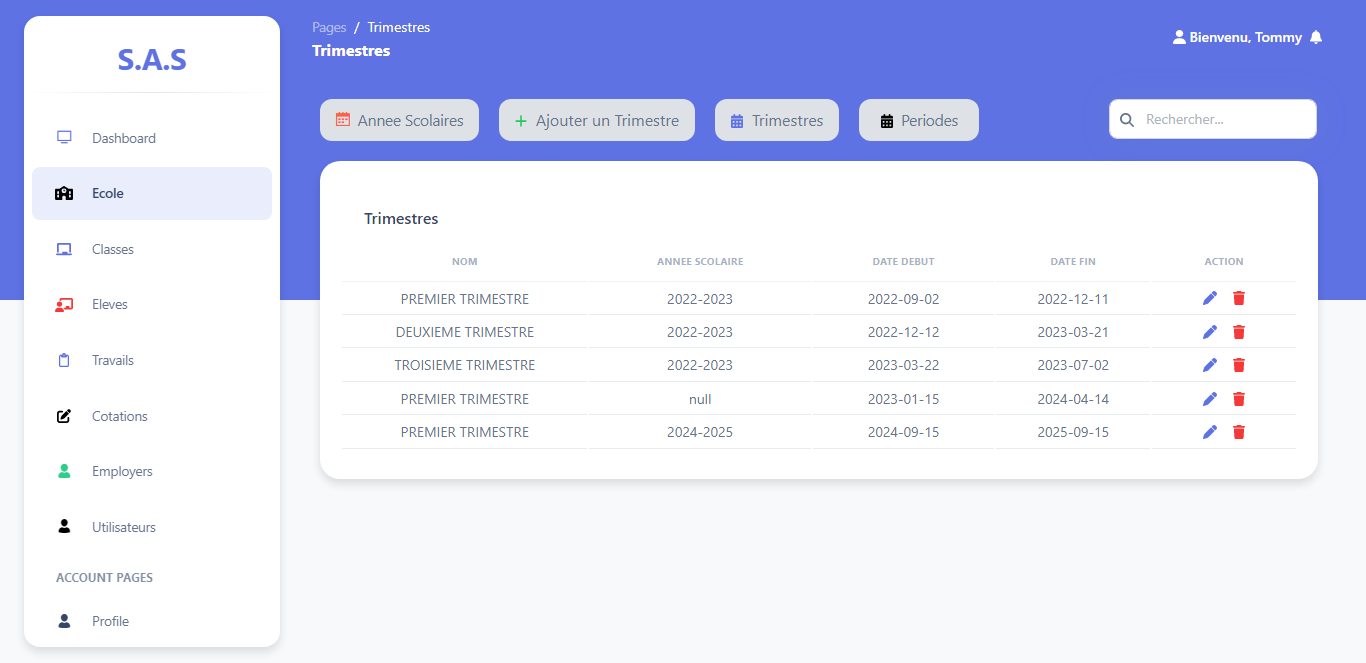 S.A.S
Dashboard
Ecole
Classes
Eleves
Travails
Cotations
Employers
Utilisateurs
ACCOUNT PAGES
Profile
Pages / Trimestres
Trimestres
Bienvenu, Tommy
Annee Scolaires
Ajouter un Trimestre
Trimestres
Periodes
Rechercher...
Trimestres
NOM ANNEE SCOLAIRE DATE DEBUT DATE FIN ACTION
PREMIER TRIMESTRE 2022-2023 2022-09-02 2022-12-11
DEUXIEME TRIMESTRE 2022-2023 2022-12-12 2023-03-21
TROISIEME TRIMESTRE 2022-2023 2023-03-22 2023-07-02
PREMIER TRIMESTRE null 2023-01-15 2024-04-14
PREMIER TRIMESTRE 2024-2025 2024-09-15 2025-09-15